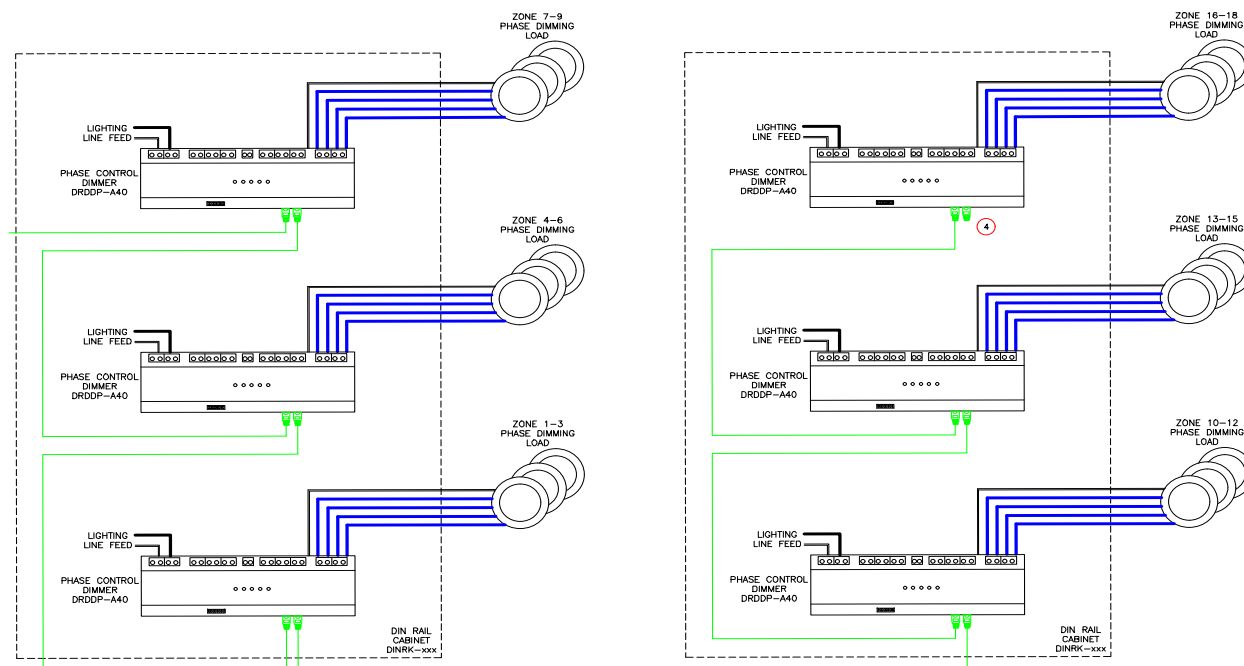 ZONE 7-9
PHASE DIMMING
LOAD
LIGHTING
LINE FEED
PHASE CONTROL
DIMMER
DRDDP-A40
ZONE 4-6
PHASE DIMMING
LOAD
LIGHTING
LINE FEED
PHASE CONTROL
DIMMER
DRDDP-A40
ZONE 1-3
PHASE DIMMING
LOAD
LIGHTING
LINE FEED
PHASE CONTROL
DIMMER
DRDDP-A40
DIN RAIL
CABINET
DINRK-xxx
ZONE 16-18
PHASE DIMMING
LOAD
LIGHTING
LINE FEED
PHASE CONTROL
DIMMER
DRDDP-A40
4
ZONE 13-15
PHASE DIMMING
LOAD
LIGHTING
LINE FEED
PHASE CONTROL
DIMMER
DRDDP-A40
ZONE 10-12
PHASE DIMMING
LOAD
LIGHTING
LINE FEED
PHASE CONTROL
DIMMER
DRDDP-A40
DIN RAIL
CABINET
DINRK-xxx